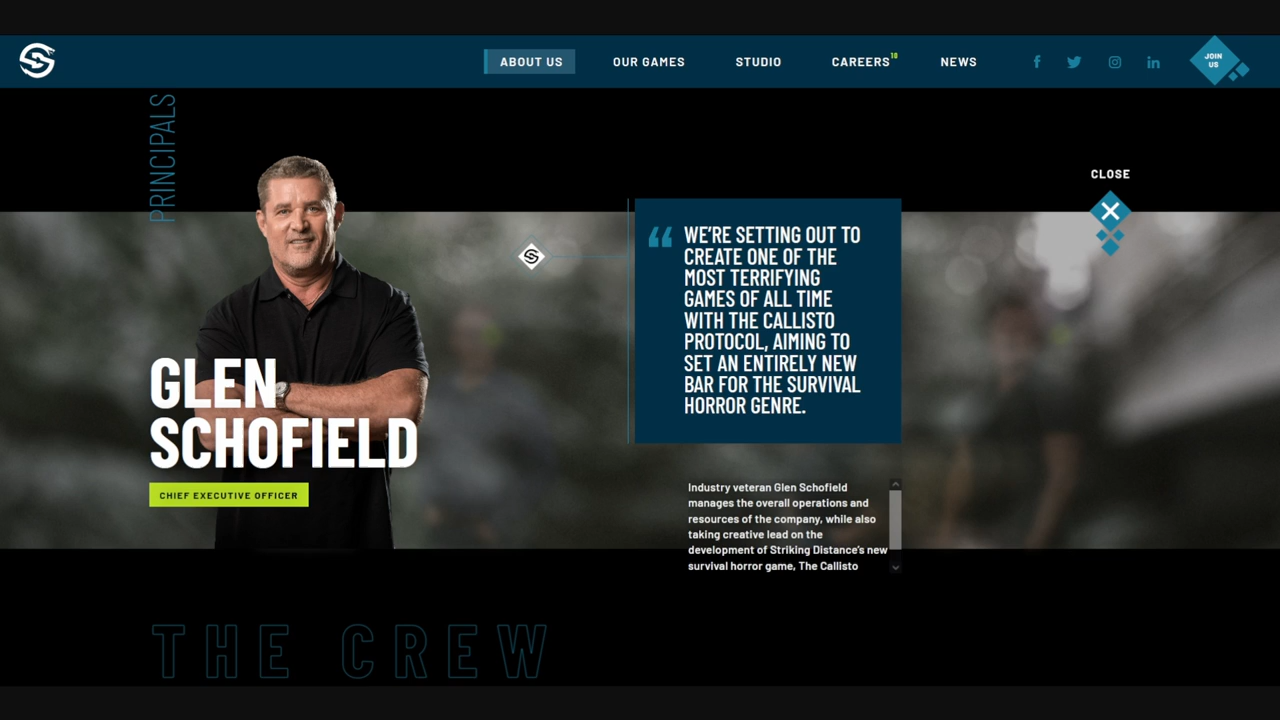 ABOUT US
OUR GAMES
STUDIO
CAREERS
18
NEWS
JOIN
US
PRINCIPALS
CLOSE
“ WE'RE SETTING OUT TO
CREATE ONE OF THE
MOST TERRIFYING
GAMES OF ALL TIME
WITH THE CALLISTO
PROTOCOL, AIMING TO
SET AN ENTIRELY NEW
BAR FOR THE SURVIVAL
HORROR GENRE.
GLEN
SCHOFIELD
CHIEF EXECUTIVE OFFICER
Industry veteran Glen Schofield
manages the overall operations and
resources of the company, while also
taking creative lead on the
development of Striking Distance's new
survival horror game, The Callisto
THE CREW